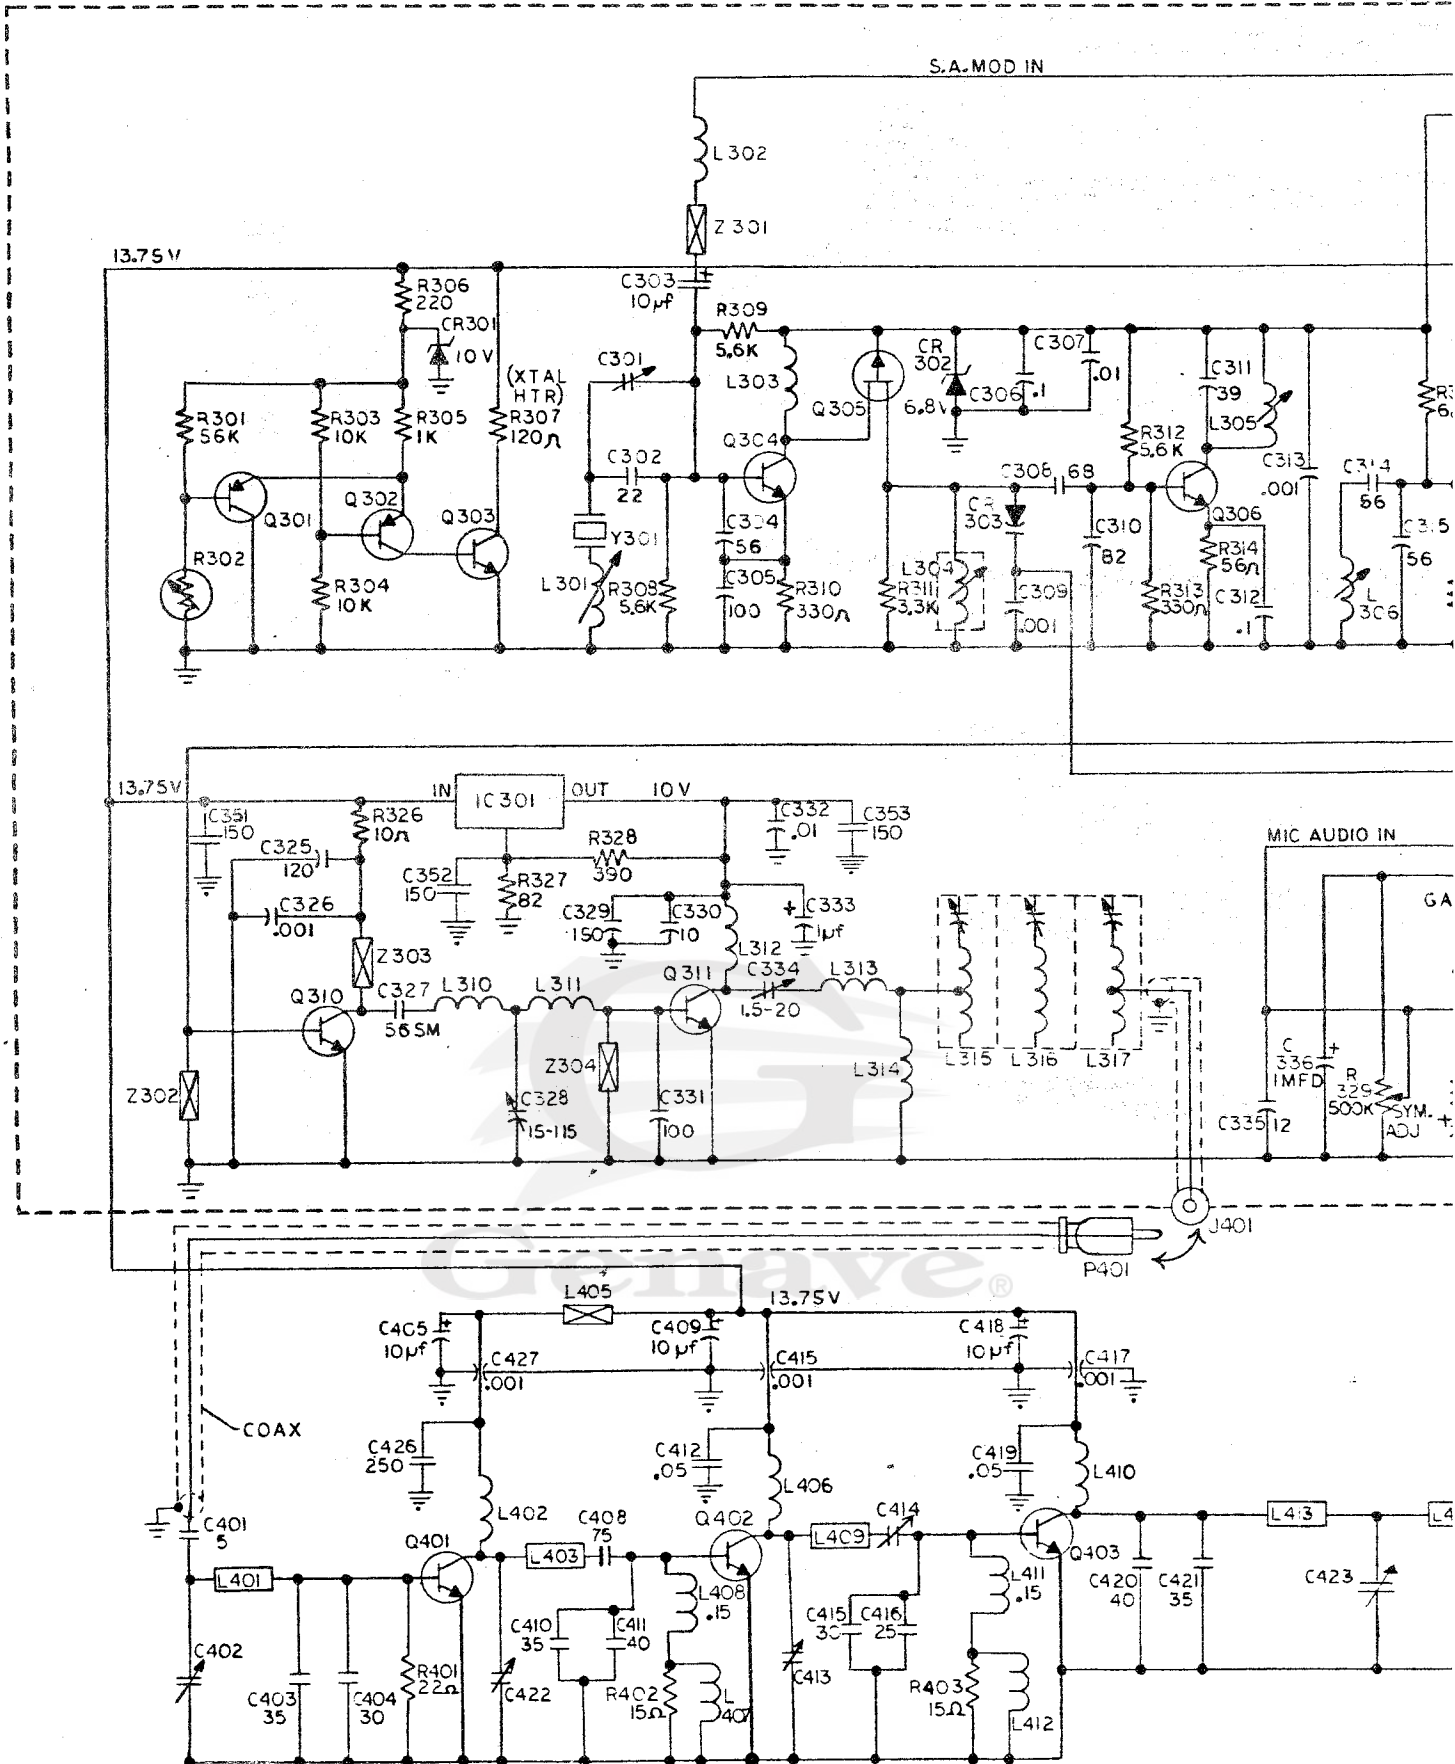 S.A.MOD IN
L302
Z301
13.75V
C303
10µf
R306
220
CR301
10V
R309
5.6K
C301
L303
Q305
CR
302
6.8V
C306
.1
C307
.01
C311
39
L305
(XTAL
HTR)
R307
120Ω
R301
56K
R303
10K
R305
1K
Q304
R312
5.6K
C302
22
C308
68
C313
.001
C314
56
Q301
Q302
Q303
Y301
C304
56
CR
303
C310
82
Q306
R314
56Ω
C315
56
R302
R304
10K
L301
R308
5.6K
C305
100
R310
330Ω
R311
3.3K
L304
C309
.001
R313
330Ω
C312
.1
L
306
13.75V
IN
IC301
OUT
10V
C351
150
R326
10Ω
C332
.01
C353
150
MIC AUDIO IN
C325
120
C352
150
R327
82
R328
390
C326
.001
C329
150
C330
10
C333
1µf
GA
Z303
L312
Q310
C327
56SM
L310
L311
Q311
C334
1.5-20
L313
L315
L316
L317
Z302
C328
15-115
Z304
C331
100
L314
C
336
1MFD
R
329
500K
SYM.
ADJ
C335
12
J401
P401
Genave®
L405
13.75V
C405
10µf
C427
.001
C409
10µf
C415
.001
C418
10µf
C417
.001
COAX
C426
250
C412
.05
C419
.05
L402
L406
L410
C401
5
Q401
C408
75
Q402
C414
L413
L4
L401
L403
L409
Q403
L408
.15
L411
.15
C420
40
C421
35
C423
C402
C410
35
C411
40
C415
30
C416
25
C403
35
C404
30
R401
22Ω
C422
R402
15Ω
L
407
C413
R403
15Ω
L412